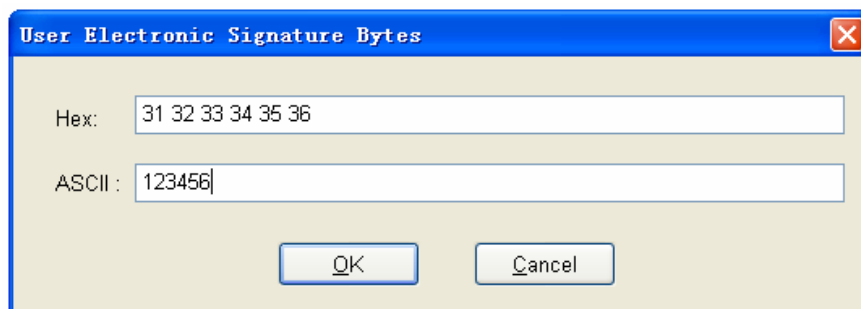 User Electronic Signature Bytes
Hex: 31 32 33 34 35 36
ASCII : 123456
OK Cancel